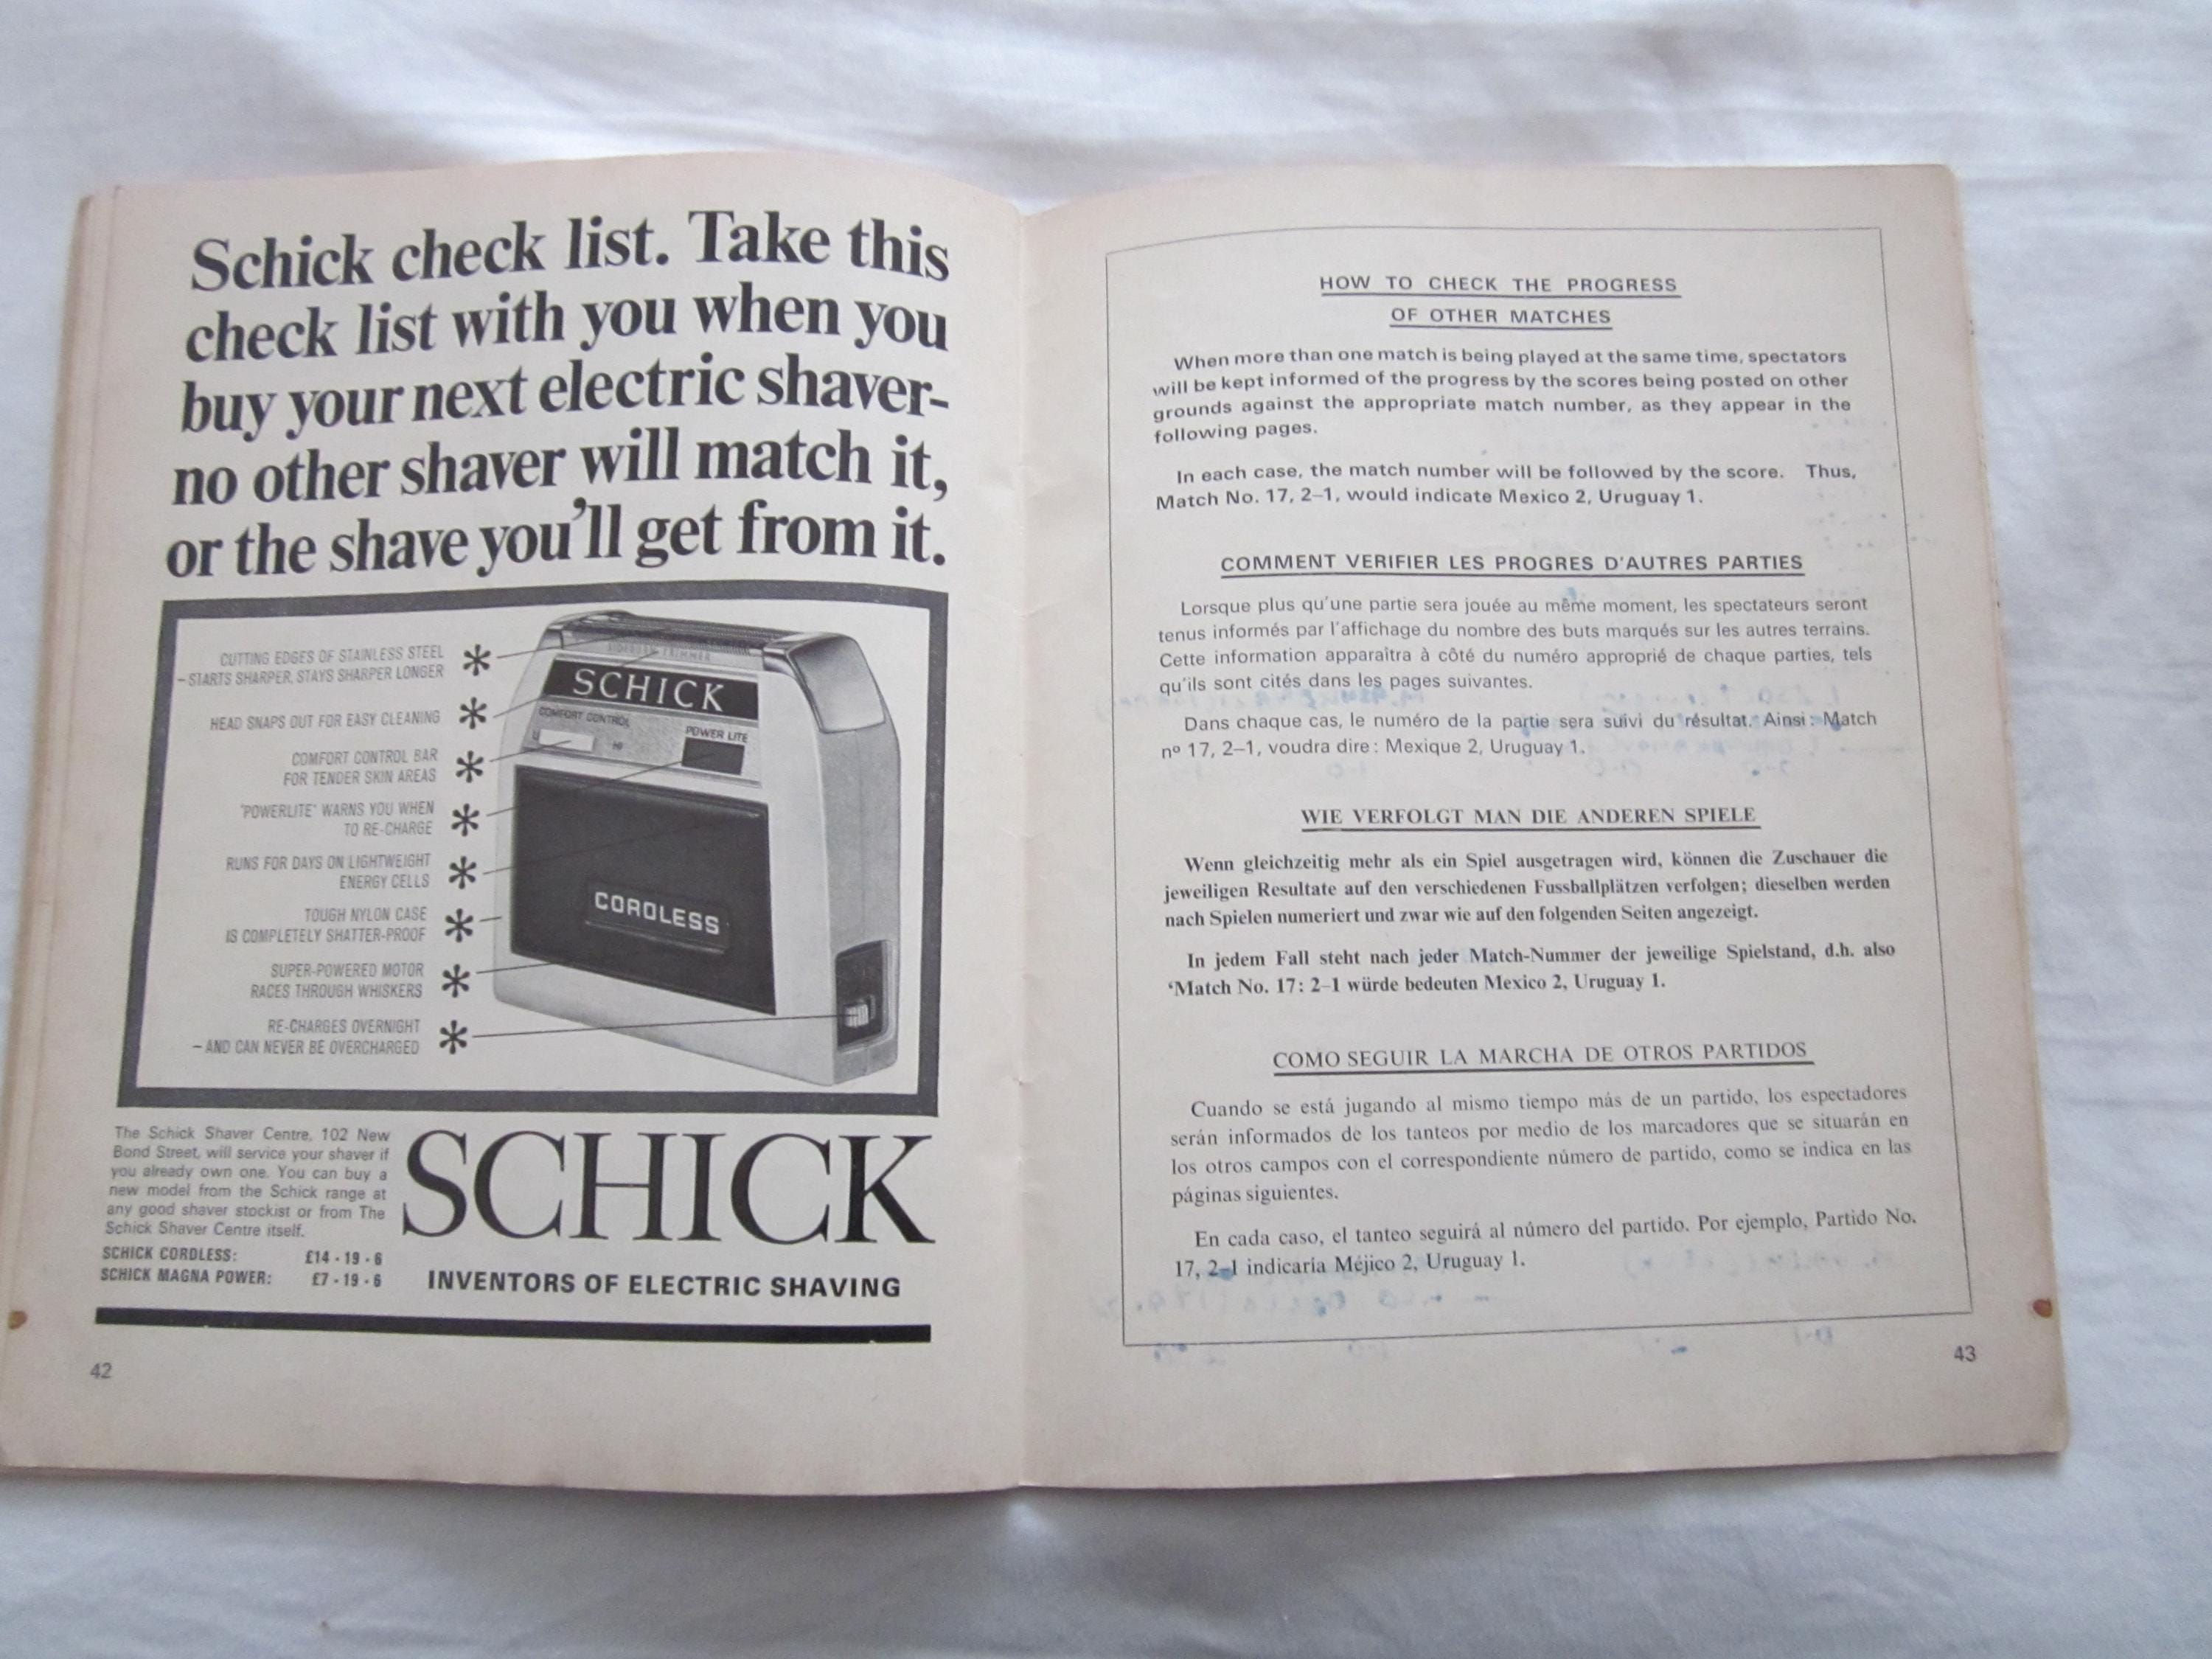 Schick check list. Take this
check list with you when you
buy your next electric shaver-
no other shaver will match it,
or the shave you'll get from it.
CUTTING EDGES OF STAINLESS STEEL
– STARTS SHARPER, STAYS SHARPER LONGER
HEAD SNAPS OUT FOR EASY CLEANING
COMFORT CONTROL BAR
FOR TENDER SKIN AREAS
'POWERLITE' WARNS YOU WHEN
TO RE-CHARGE
RUNS FOR DAYS ON LIGHTWEIGHT
ENERGY CELLS
TOUGH NYLON CASE
IS COMPLETELY SHATTER-PROOF
SUPER-POWERED MOTOR
RACES THROUGH WHISKERS
RE-CHARGES OVERNIGHT
– AND CAN NEVER BE OVERCHARGED
SCHICK
COMFORT CONTROL
HI
POWER LITE
CORDLESS
The Schick Shaver Centre, 102 New
Bond Street, will service your shaver if
you already own one. You can buy a
new model from the Schick range at
any good shaver stockist or from The
Schick Shaver Centre itself.
SCHICK CORDLESS: £14 - 19 - 6
SCHICK MAGNA POWER: £7 - 19 - 6
SCHICK
INVENTORS OF ELECTRIC SHAVING
42
HOW TO CHECK THE PROGRESS
OF OTHER MATCHES
When more than one match is being played at the same time, spectators
will be kept informed of the progress by the scores being posted on other
grounds against the appropriate match number, as they appear in the
following pages.
In each case, the match number will be followed by the score. Thus,
Match No. 17, 2–1, would indicate Mexico 2, Uruguay 1.
COMMENT VERIFIER LES PROGRES D'AUTRES PARTIES
Lorsque plus qu'une partie sera jouée au même moment, les spectateurs seront
tenus informés par l'affichage du nombre des buts marqués sur les autres terrains.
Cette information apparaîtra à côté du numéro approprié de chaque parties, tels
qu'ils sont cités dans les pages suivantes.
Dans chaque cas, le numéro de la partie sera suivi du résultat. Ainsi: Match
nº 17, 2–1, voudra dire: Mexique 2, Uruguay 1.
WIE VERFOLGT MAN DIE ANDEREN SPIELE
Wenn gleichzeitig mehr als ein Spiel ausgetragen wird, können die Zuschauer die
jeweiligen Resultate auf den verschiedenen Fussballplätzen verfolgen; dieselben werden
nach Spielen numeriert und zwar wie auf den folgenden Seiten angezeigt.
In jedem Fall steht nach jeder Match-Nummer der jeweilige Spielstand, d.h. also
‘Match No. 17: 2–1 würde bedeuten Mexico 2, Uruguay 1.
COMO SEGUIR LA MARCHA DE OTROS PARTIDOS
Cuando se está jugando al mismo tiempo más de un partido, los espectadores
serán informados de los tanteos por medio de los marcadores que se situarán en
los otros campos con el correspondiente número de partido, como se indica en las
páginas siguientes.
En cada caso, el tanteo seguirá al número del partido. Por ejemplo, Partido No.
17, 2–1 indicaría Méjico 2, Uruguay 1.
43